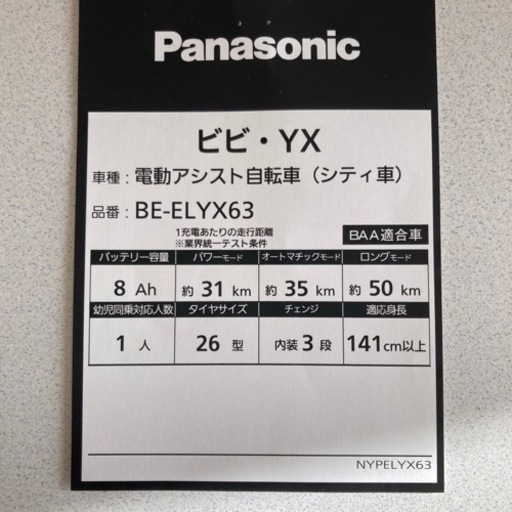 Panasonic
ビビ・YX
車種：電動アシスト自転車（シティ車）
品番：BE-ELYX63
1充電あたりの走行距離
※業界統一テスト条件
BAA適合車
バッテリー容量 パワーモード オートマチックモード ロングモード
8 Ah 約 31 km 約 35 km 約 50 km
幼児同乗対応人数 タイヤサイズ チェンジ 適応身長
1 人 26 型 内装 3 段 141cm以上
NYPELYX63